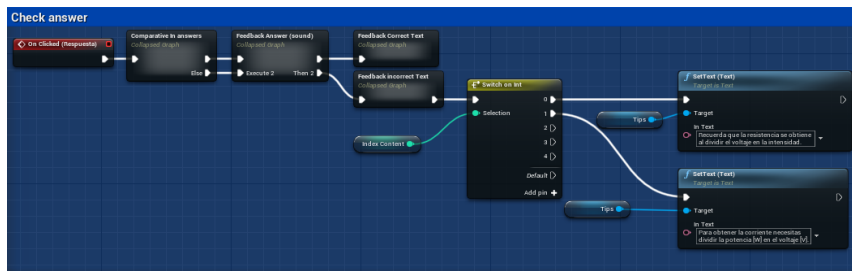 Check answer
On Clicked (Respuesta)
Comparative In answers
Collapsed Graph
Else
Feedback Answer (sound)
Collapsed Graph
Execute 2
Then 2
Feedback Correct Text
Collapsed Graph
Feedback incorrect Text
Collapsed Graph
Index Content
Switch on Int
Selection
0
1
2
3
4
Default
Add pin
Tips
SetText (Text)
Target is Text
Target
In Text
Recuerda que la resistencia se obtiene
al dividir el voltaje en la intensidad.
Tips
SetText (Text)
Target is Text
Target
In Text
Para obtener la corriente necesitas
dividir la potencia [W] en el voltaje [V].